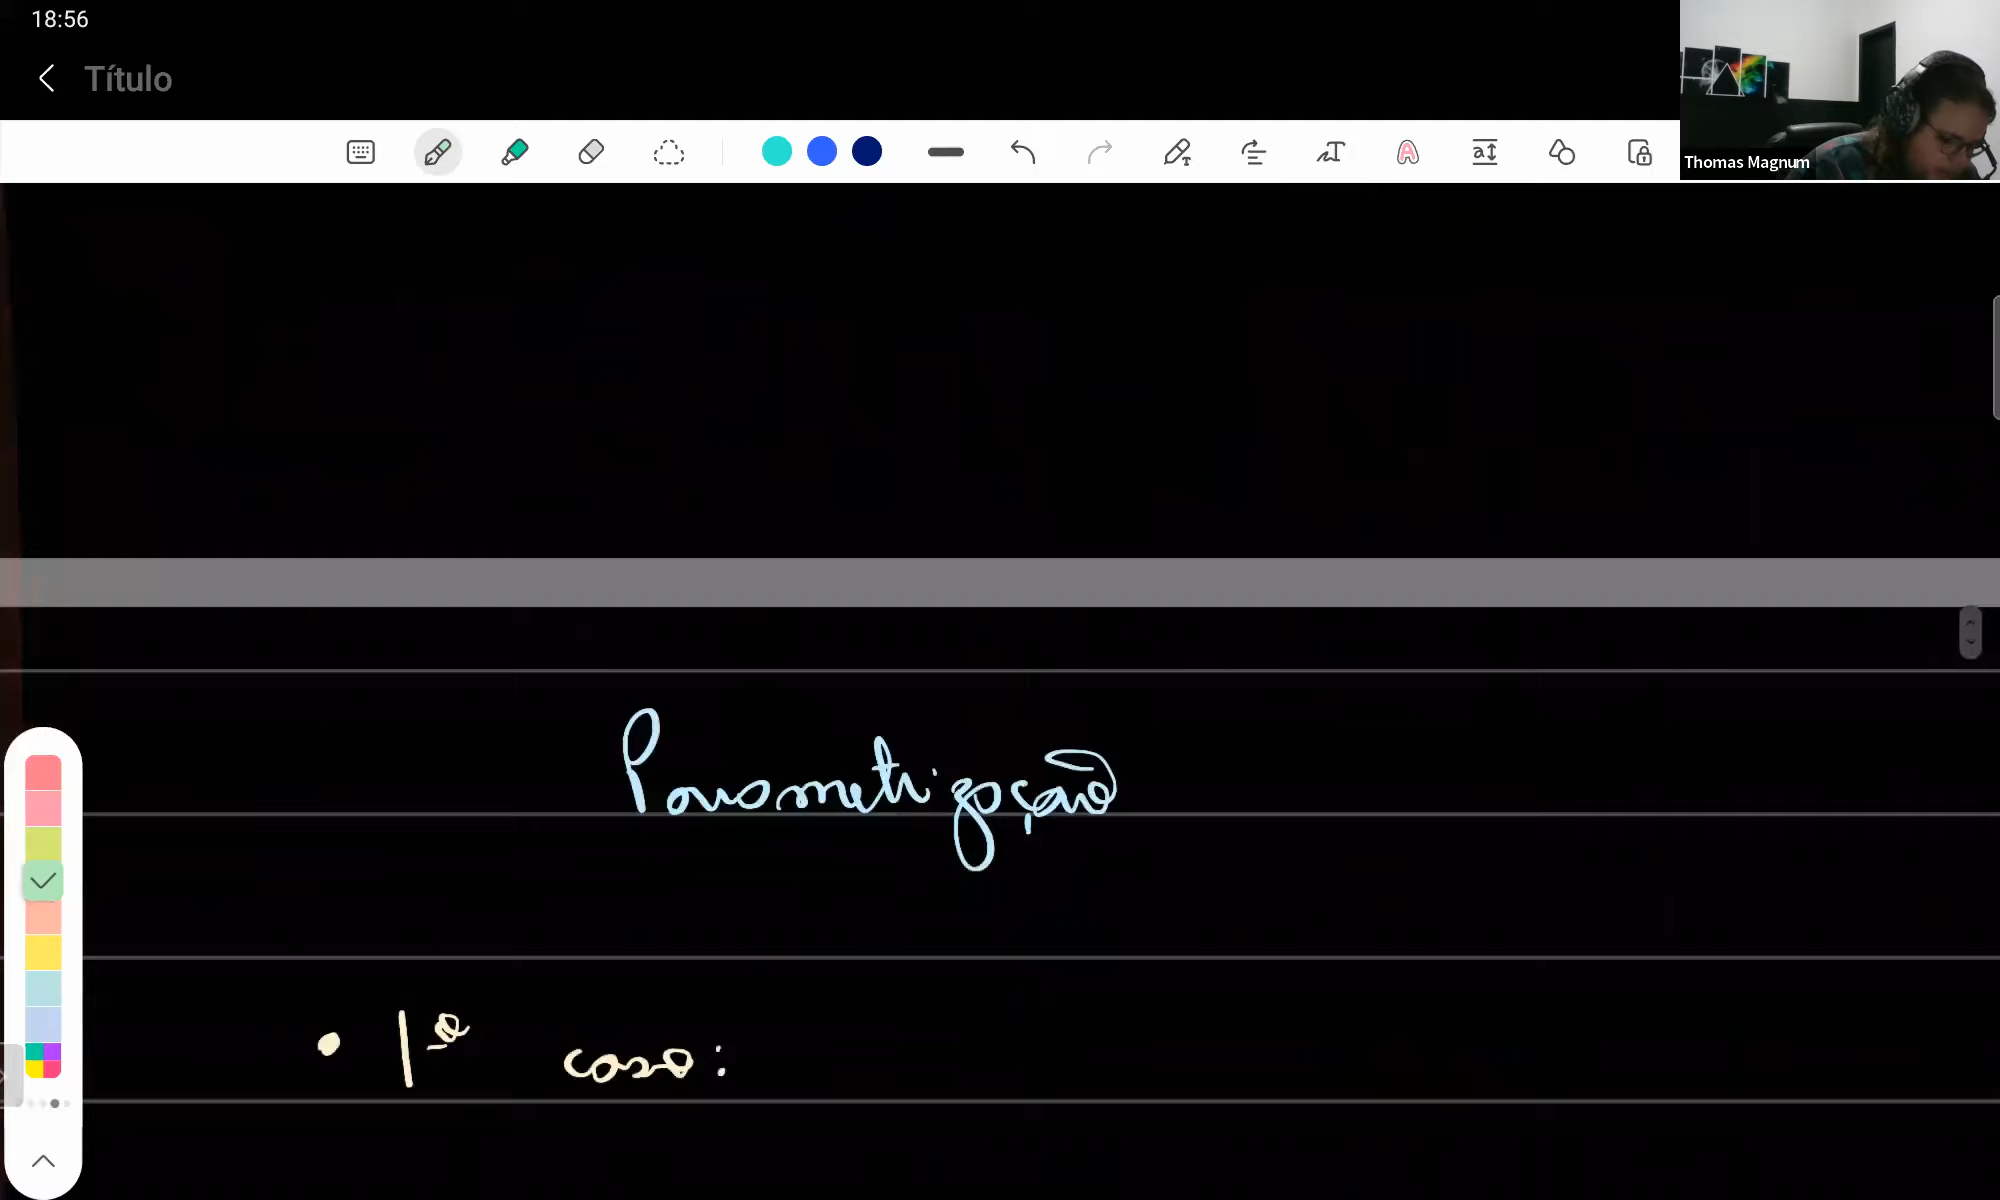 18:56
Título
Thomas Magnum
Parametrização
• 1º caso: